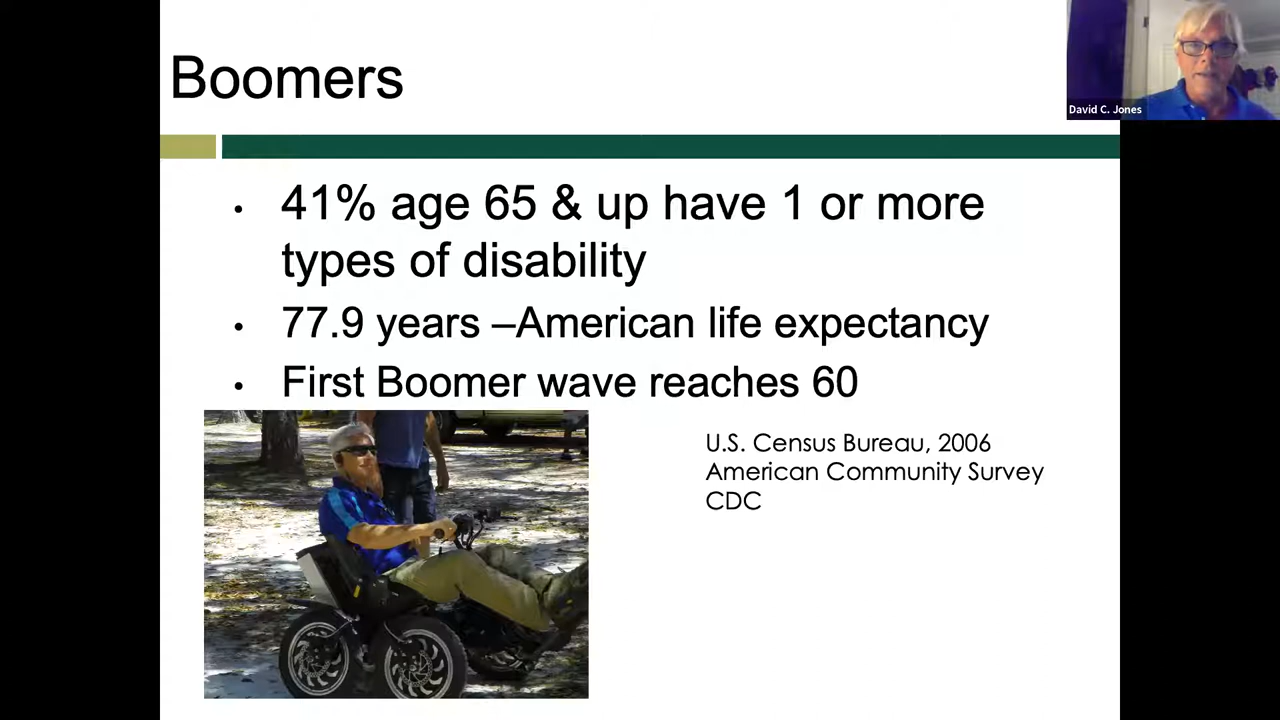 Boomers
David C. Jones
• 41% age 65 & up have 1 or more
types of disability
• 77.9 years –American life expectancy
• First Boomer wave reaches 60
U.S. Census Bureau, 2006
American Community Survey
CDC